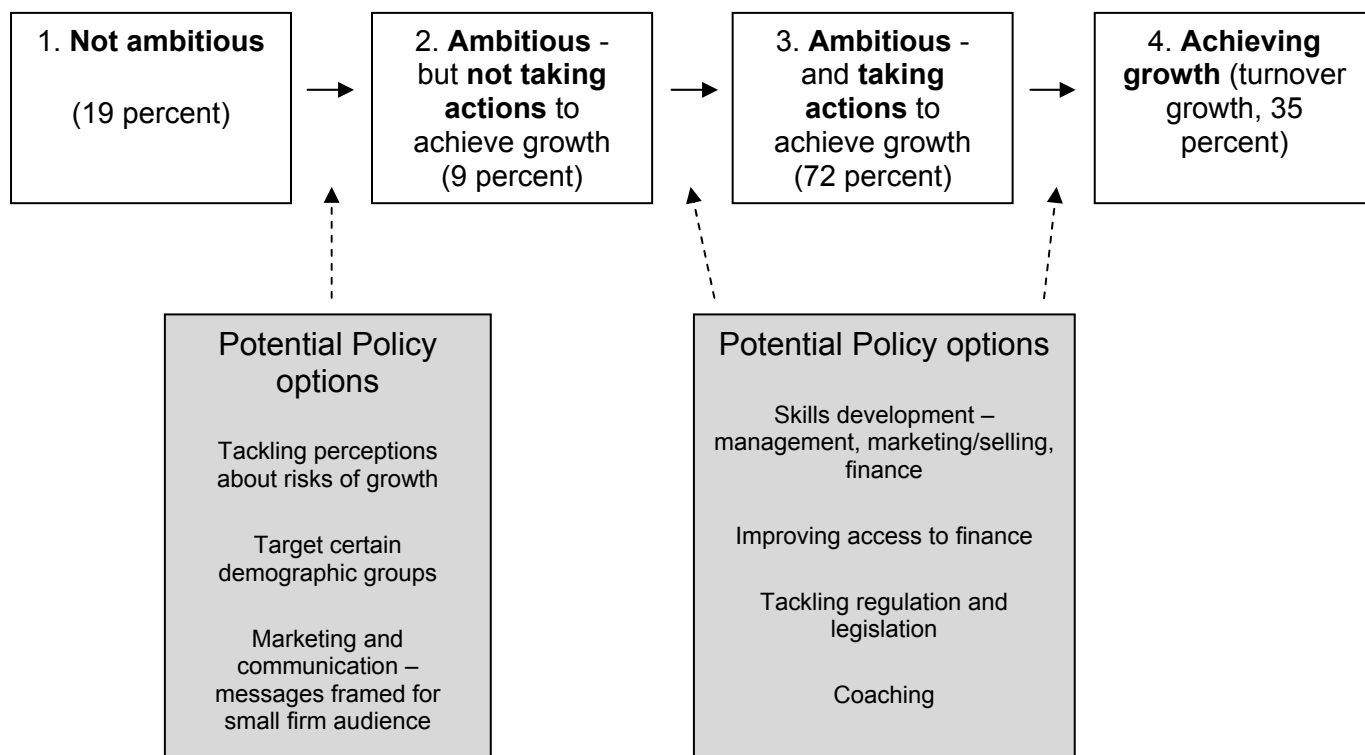 1. Not ambitious
(19 percent)
2. Ambitious -
but not taking
actions to
achieve growth
(9 percent)
3. Ambitious -
and taking
actions to
achieve growth
(72 percent)
4. Achieving
growth (turnover
growth, 35
percent)
Potential Policy
options
Tackling perceptions
about risks of growth
Target certain
demographic groups
Marketing and
communication –
messages framed for
small firm audience
Potential Policy options
Skills development –
management, marketing/selling,
finance
Improving access to finance
Tackling regulation and
legislation
Coaching